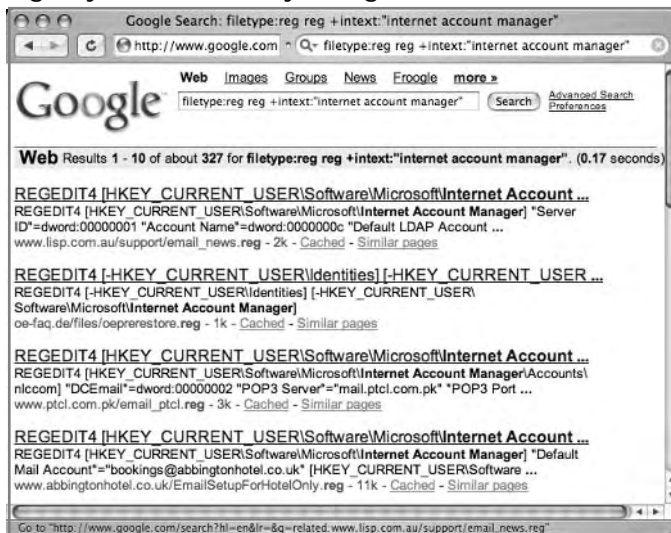 Google Search: filetype:reg reg +intext:"internet account manager"
http://www.google.com filetype:reg reg +intext:"internet account manager"
Web Images Groups News Froogle more »
Google
filetype:reg reg +intext:"internet account manager" Search Advanced Search
Preferences
Web Results 1 - 10 of about 327 for filetype:reg reg +intext:"internet account manager". (0.17 seconds)
REGEDIT4 [HKEY_CURRENT_USER\Software\Microsoft\Internet Account ...
REGEDIT4 [HKEY_CURRENT_USER\Software\Microsoft\Internet Account Manager] "Server
ID"=dword:00000001 "Account Name"=dword:0000000c "Default LDAP Account ...
www.lisp.com.au/support/email_news.reg - 2k - Cached - Similar pages
REGEDIT4 [-HKEY_CURRENT_USER\Identities] [-HKEY_CURRENT_USER ...
REGEDIT4 [-HKEY_CURRENT_USER\Identities] [-HKEY_CURRENT_USER\
Software\Microsoft\Internet Account Manager]
oe-faq.de/files/oeprerestore.reg - 1k - Cached - Similar pages
REGEDIT4 [HKEY_CURRENT_USER\Software\Microsoft\Internet Account ...
REGEDIT4 [HKEY_CURRENT_USER\Software\Microsoft\Internet Account Manager\Accounts\
nlccom] "DCEmail"=dword:00000002 "POP3 Server"="mail.ptcl.com.pk" "POP3 Port ...
www.ptcl.com.pk/email_ptcl.reg - 3k - Cached - Similar pages
REGEDIT4 [HKEY_CURRENT_USER\Software\Microsoft\Internet Account ...
REGEDIT4 [HKEY_CURRENT_USER\Software\Microsoft\Internet Account Manager] "Default
Mail Account"="bookings@abbingtonhotel.co.uk" [HKEY_CURRENT_USER\Software ...
www.abbingtonhotel.co.uk/EmailSetupForHotelOnly.reg - 11k - Cached - Similar pages
Go to "http://www.google.com/search?hl=en&lr=&q=related:www.lisp.com.au/support/email_news.reg"